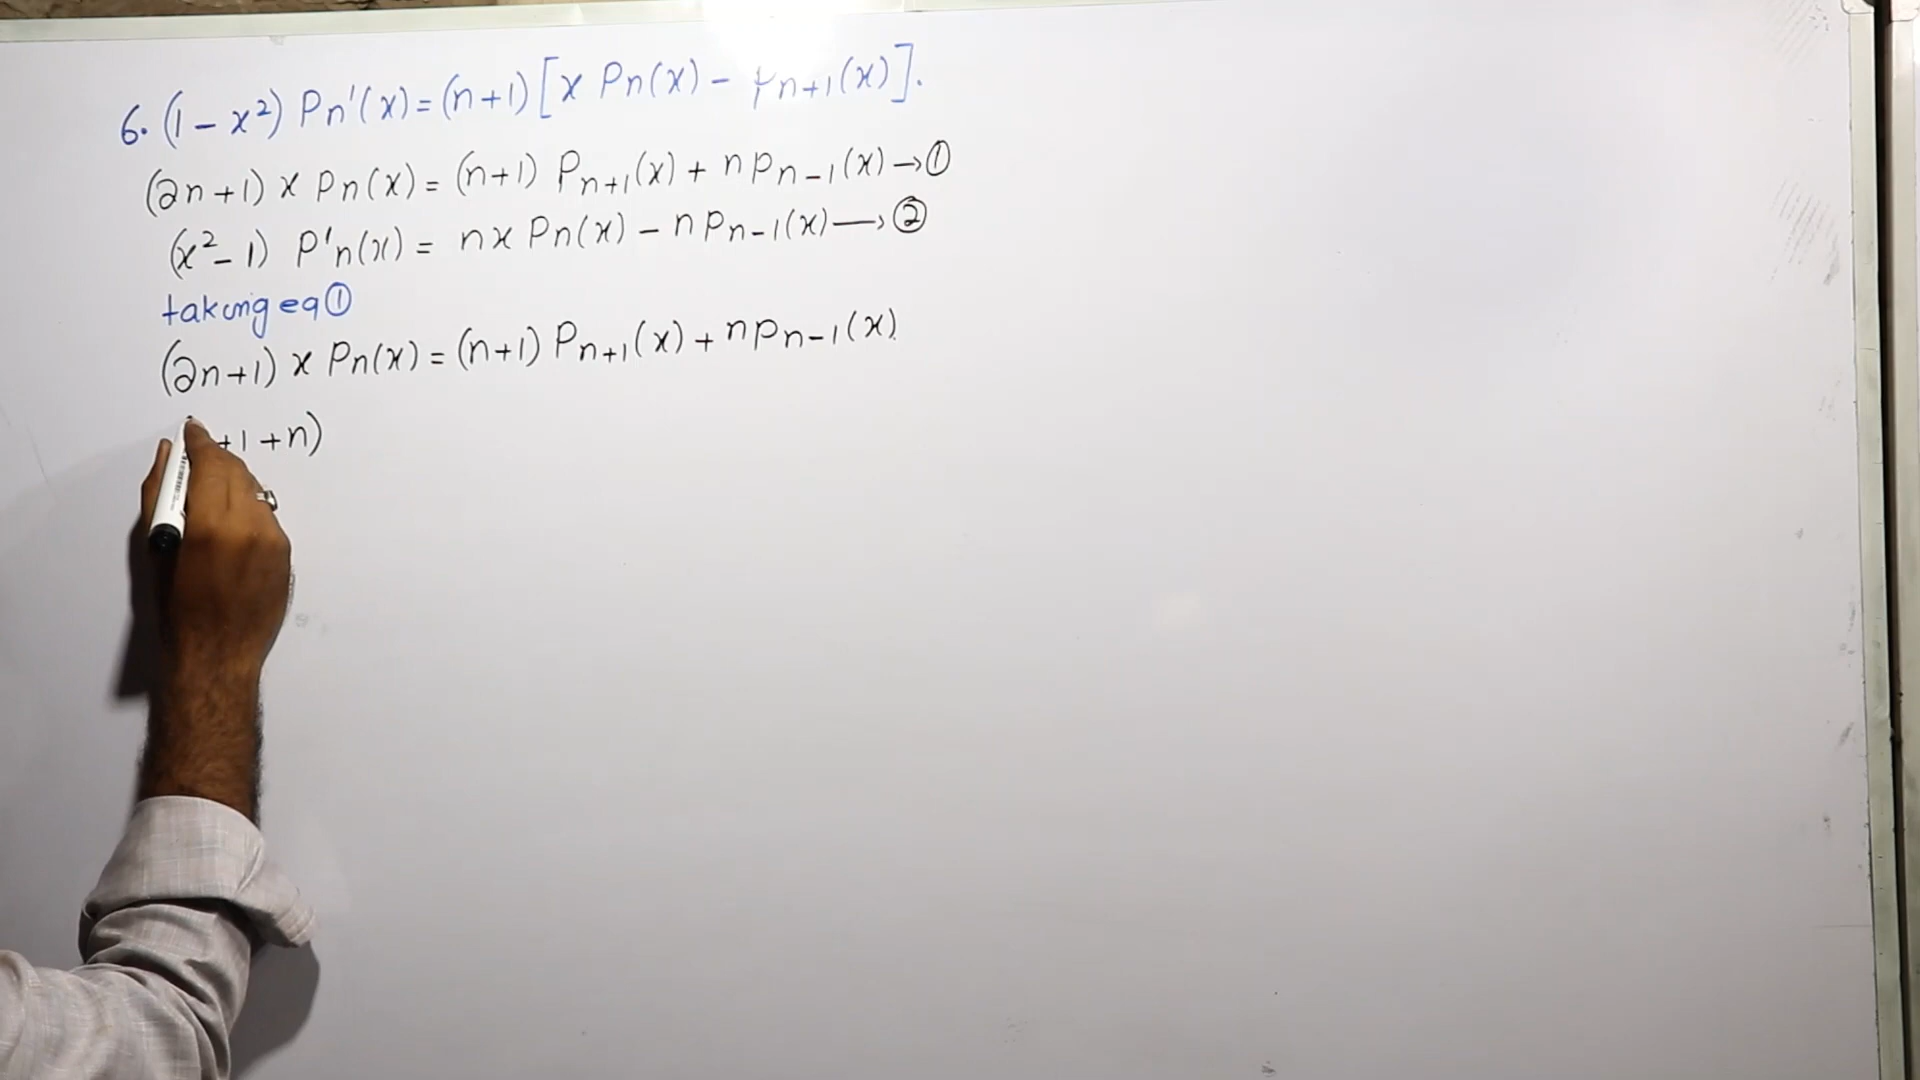 6. (1 - x²) Pn'(x) = (n+1) [x Pn(x) - Pn+1(x)].
(2n+1) x Pn(x) = (n+1) Pn+1(x) + n Pn-1(x) → ①
(x² - 1) P'n(x) = nx Pn(x) - n Pn-1(x) → ②
taking eq ①
(2n+1) x Pn(x) = (n+1) Pn+1(x) + n Pn-1(x)
+1 +n)